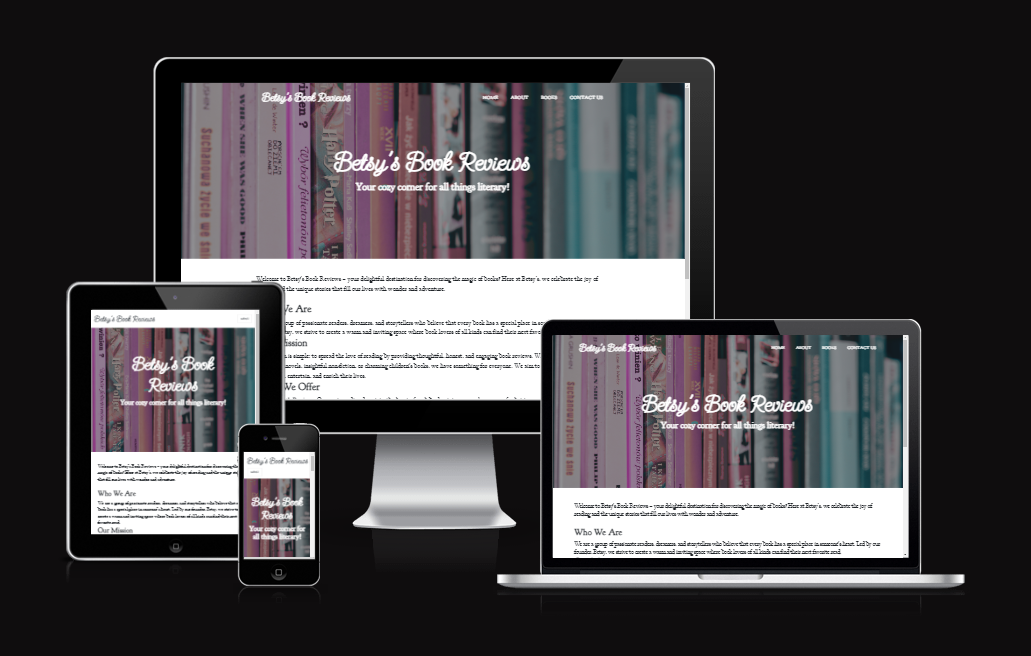 Betsy's Book Reviews
HOME ABOUT BOOKS CONTACT US
Betsy's Book Reviews
Your cozy corner for all things literary!
Welcome to Betsy's Book Reviews – your delightful destination for discovering the magic of books! Here at Betsy's, we celebrate the joy of
the unique stories that fill our lives with wonder and adventure.
We Are
group of passionate readers, dreamers, and storytellers who believe that every book has a special place in
we strive to create a warm and inviting space where book lovers of all kinds can find their next
Mission
is simple: to spread the love of reading by providing thoughtful, honest, and engaging book reviews.
novels, insightful nonfiction, or charming children's books, we have something for everyone. We aim to
entertain, and enrich their lives.
We Offer
Betsy's Book Reviews
Betsy's Book
Reviews
Your cozy corner for all things literary!
Welcome to Betsy's Book Reviews – your delightful destination for discovering the
magic of books! Here at Betsy's, we celebrate the joy of reading and the unique stories
that fill our lives with wonder and adventure.
Who We Are
We are a group of passionate readers, dreamers, and storytellers who believe that every
book has a special place in someone's heart. Led by our founder, Betsy, we strive to
create a warm and inviting space where book lovers of all kinds can find their next
favorite read.
Our Mission
Betsy's Book Reviews
Betsy's Book
Reviews
Your cozy corner for
all things literary!
Betsy's Book Reviews
HOME ABOUT BOOKS CONTACT US
Betsy's Book Reviews
Your cozy corner for all things literary!
Welcome to Betsy's Book Reviews – your delightful destination for discovering the magic of books! Here at Betsy's, we celebrate the joy of
reading and the unique stories that fill our lives with wonder and adventure.
Who We Are
We are a group of passionate readers, dreamers, and storytellers who believe that every book has a special place in someone's heart. Led by our
founder, Betsy, we strive to create a warm and inviting space where book lovers of all kinds can find their next favorite read.